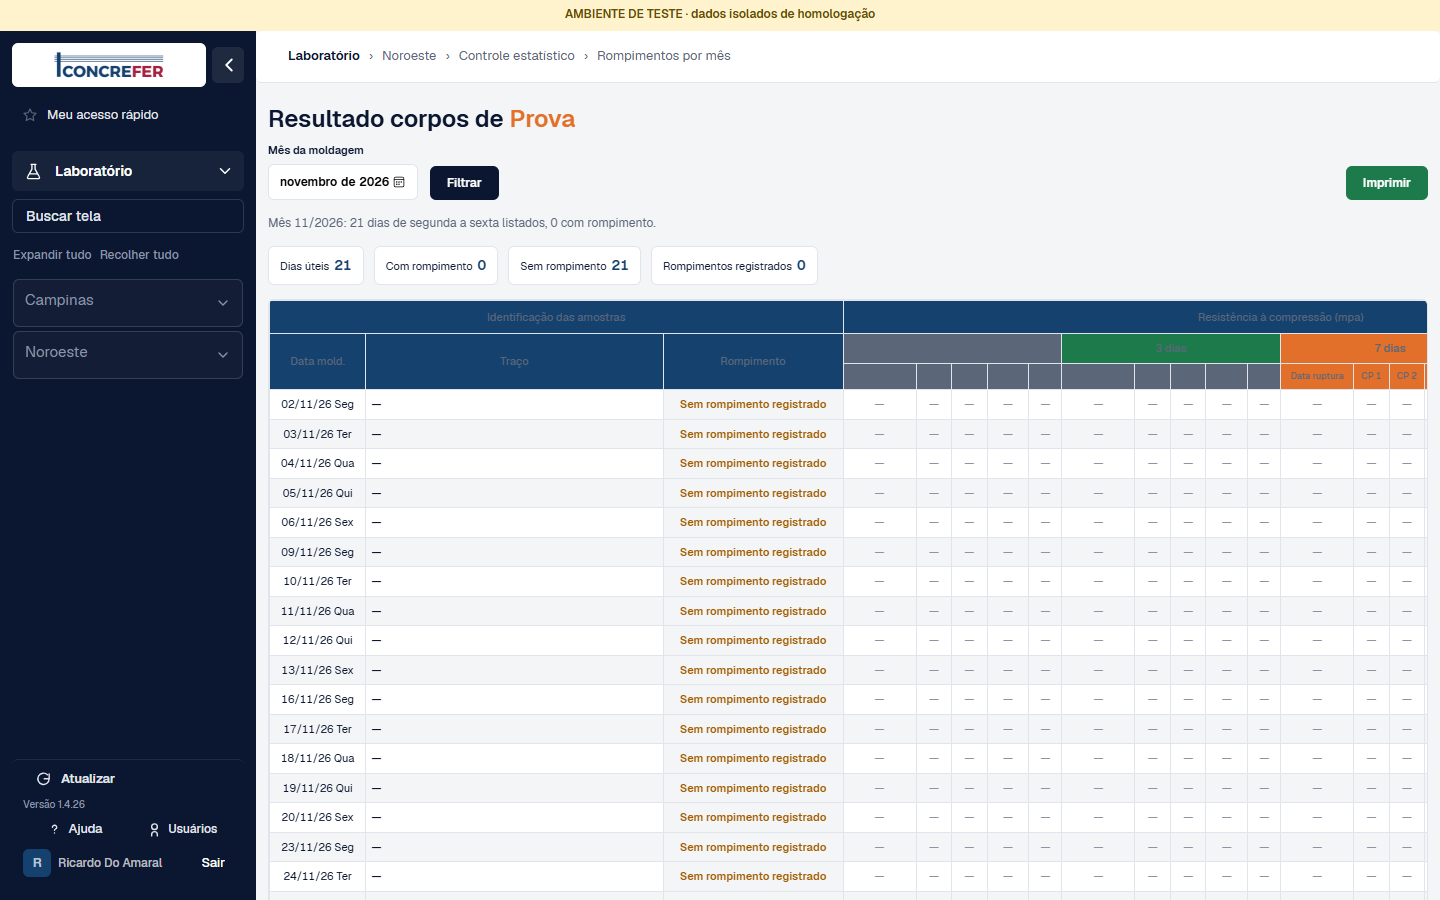 AMBIENTE DE TESTE · dados isolados de homologação
CONCREFER
Meu acesso rápido
Laboratório
Buscar tela
Expandir tudo Recolher tudo
Campinas
Noroeste
Atualizar
Versão 1.4.26
? Ajuda Usuários
R Ricardo Do Amaral Sair
Laboratório › Noroeste › Controle estatístico › Rompimentos por mês
Resultado corpos de Prova
Mês da moldagem
novembro de 2026 Filtrar Imprimir
Mês 11/2026: 21 dias de segunda a sexta listados, 0 com rompimento.
Dias úteis 21 Com rompimento 0 Sem rompimento 21 Rompimentos registrados 0
Identificação das amostras Resistência à compressão (mpa)
3 dias 7 dias
Data mold. Traço Rompimento
Data ruptura CP 1 CP 2
02/11/26 Seg — Sem rompimento registrado — — — — — — — — — — — — —
03/11/26 Ter — Sem rompimento registrado — — — — — — — — — — — — —
04/11/26 Qua — Sem rompimento registrado — — — — — — — — — — — — —
05/11/26 Qui — Sem rompimento registrado — — — — — — — — — — — — —
06/11/26 Sex — Sem rompimento registrado — — — — — — — — — — — — —
09/11/26 Seg — Sem rompimento registrado — — — — — — — — — — — — —
10/11/26 Ter — Sem rompimento registrado — — — — — — — — — — — — —
11/11/26 Qua — Sem rompimento registrado — — — — — — — — — — — — —
12/11/26 Qui — Sem rompimento registrado — — — — — — — — — — — — —
13/11/26 Sex — Sem rompimento registrado — — — — — — — — — — — — —
16/11/26 Seg — Sem rompimento registrado — — — — — — — — — — — — —
17/11/26 Ter — Sem rompimento registrado — — — — — — — — — — — — —
18/11/26 Qua — Sem rompimento registrado — — — — — — — — — — — — —
19/11/26 Qui — Sem rompimento registrado — — — — — — — — — — — — —
20/11/26 Sex — Sem rompimento registrado — — — — — — — — — — — — —
23/11/26 Seg — Sem rompimento registrado — — — — — — — — — — — — —
24/11/26 Ter — Sem rompimento registrado — — — — — — — — — — — — —